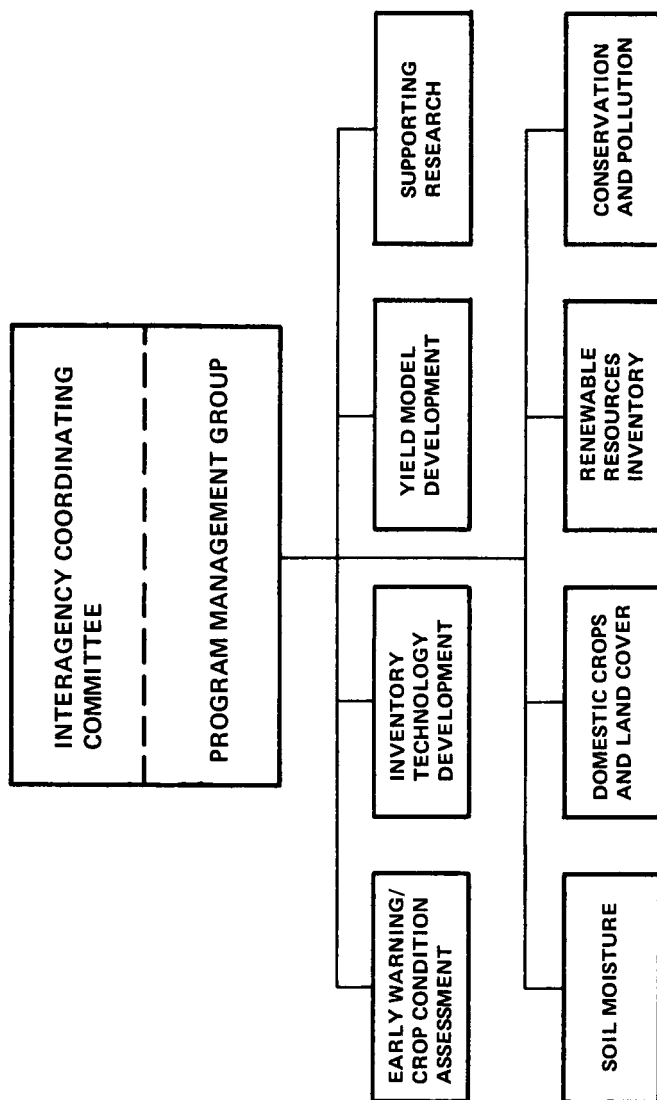 INTERAGENCY COORDINATING
COMMITTEE
PROGRAM MANAGEMENT GROUP
EARLY WARNING/
CROP CONDITION
ASSESSMENT
INVENTORY
TECHNOLOGY
DEVELOPMENT
YIELD MODEL
DEVELOPMENT
SUPPORTING
RESEARCH
SOIL MOISTURE
DOMESTIC CROPS
AND LAND COVER
RENEWABLE
RESOURCES
INVENTORY
CONSERVATION
AND POLLUTION